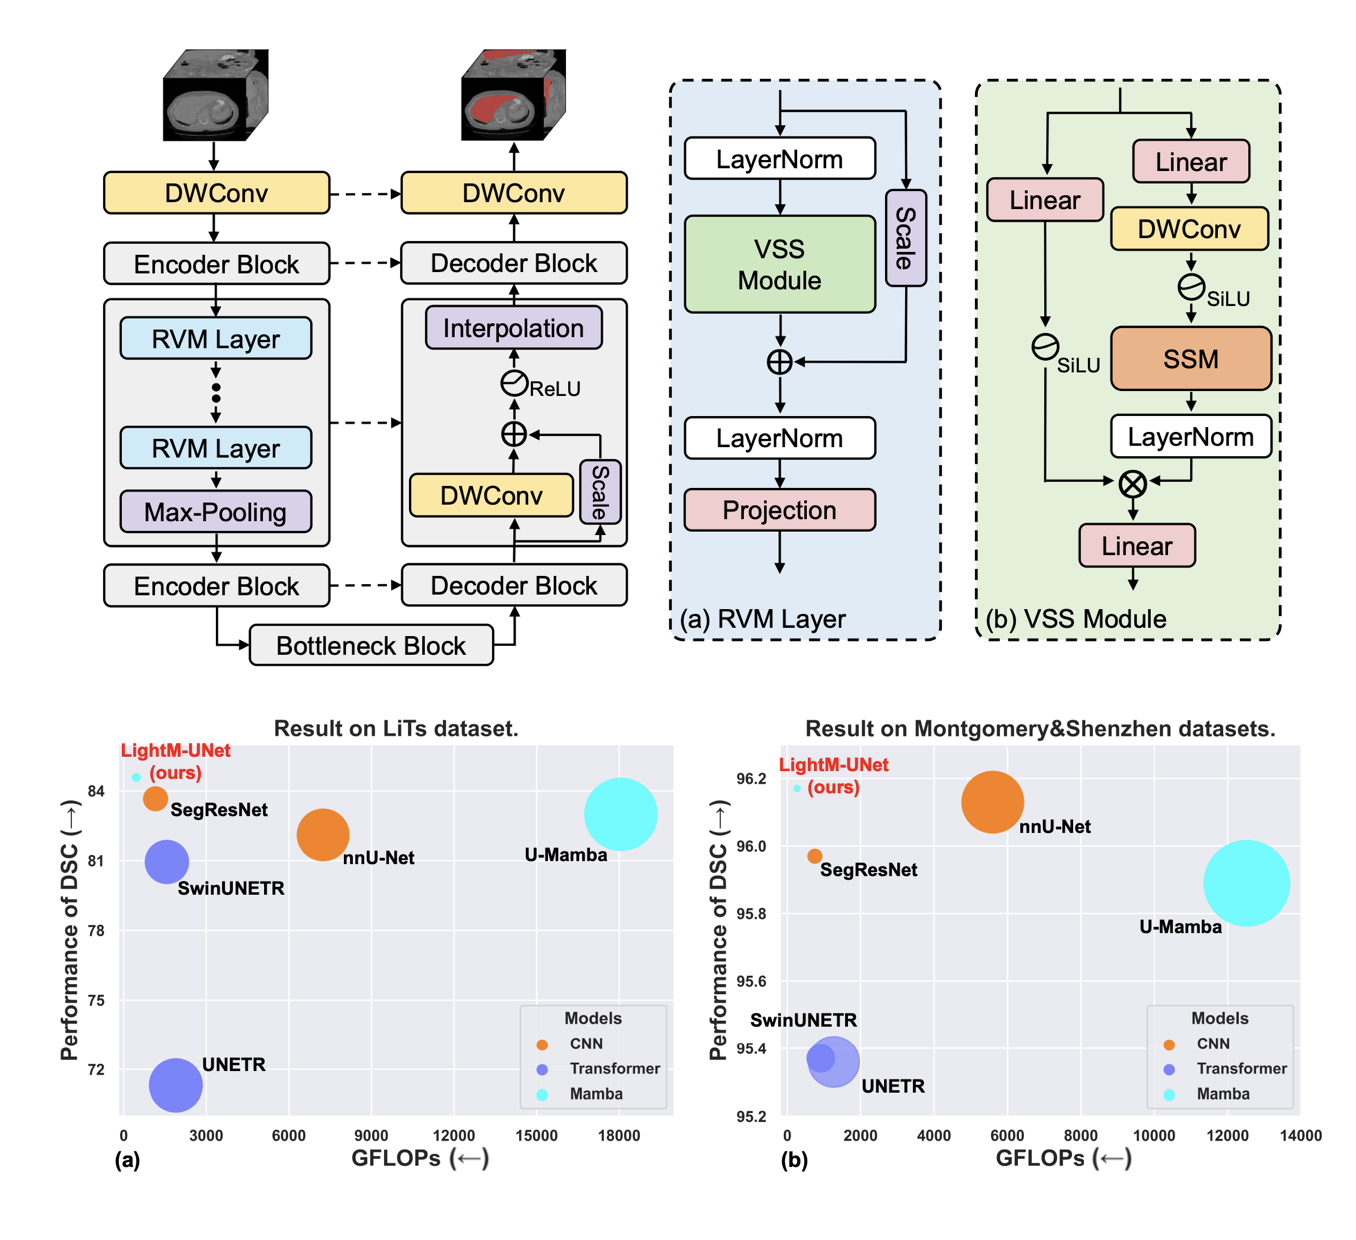 DWConv
Encoder Block
RVM Layer
RVM Layer
Max-Pooling
Encoder Block
Bottleneck Block
DWConv
Decoder Block
Interpolation
ReLU
DWConv
Scale
Decoder Block
LayerNorm
VSS
Module
Scale
LayerNorm
Projection
(a) RVM Layer
Linear
Linear
DWConv
SiLU
SiLU
SSM
LayerNorm
Linear
(b) VSS Module
Result on LiTs dataset.
LightM-UNet
(ours)
SegResNet
nnU-Net
U-Mamba
SwinUNETR
UNETR
Performance of DSC (→)
84
81
78
75
72
Models
CNN
Transformer
Mamba
0 3000 6000 9000 12000 15000 18000
(a) GFLOPs (←)
Result on Montgomery&Shenzhen datasets.
LightM-UNet
(ours)
nnU-Net
SegResNet
U-Mamba
SwinUNETR
UNETR
Performance of DSC (→)
96.2
96.0
95.8
95.6
95.4
95.2
Models
CNN
Transformer
Mamba
0 2000 4000 6000 8000 10000 12000 14000
(b) GFLOPs (←)